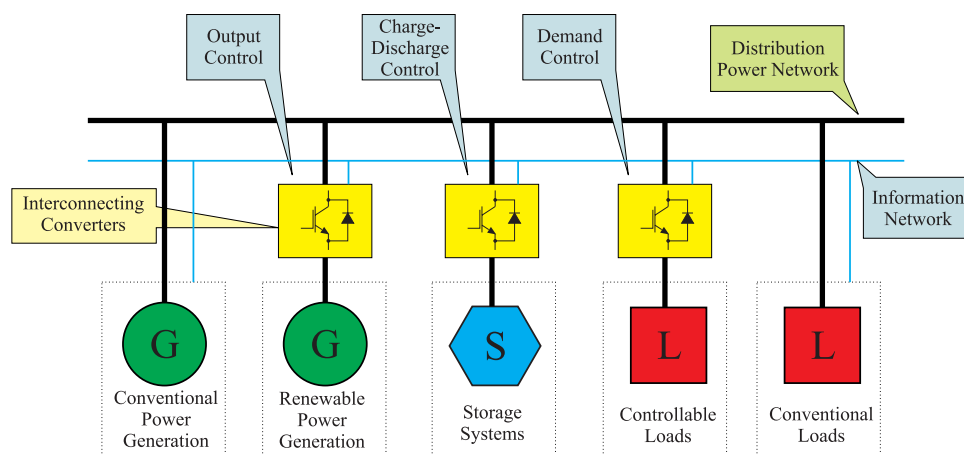 Output
Control
Charge-
Discharge
Control
Demand
Control
Distribution
Power Network
Interconnecting
Converters
Information
Network
G
G
S
L
L
Conventional
Power
Generation
Renewable
Power
Generation
Storage
Systems
Controllable
Loads
Conventional
Loads